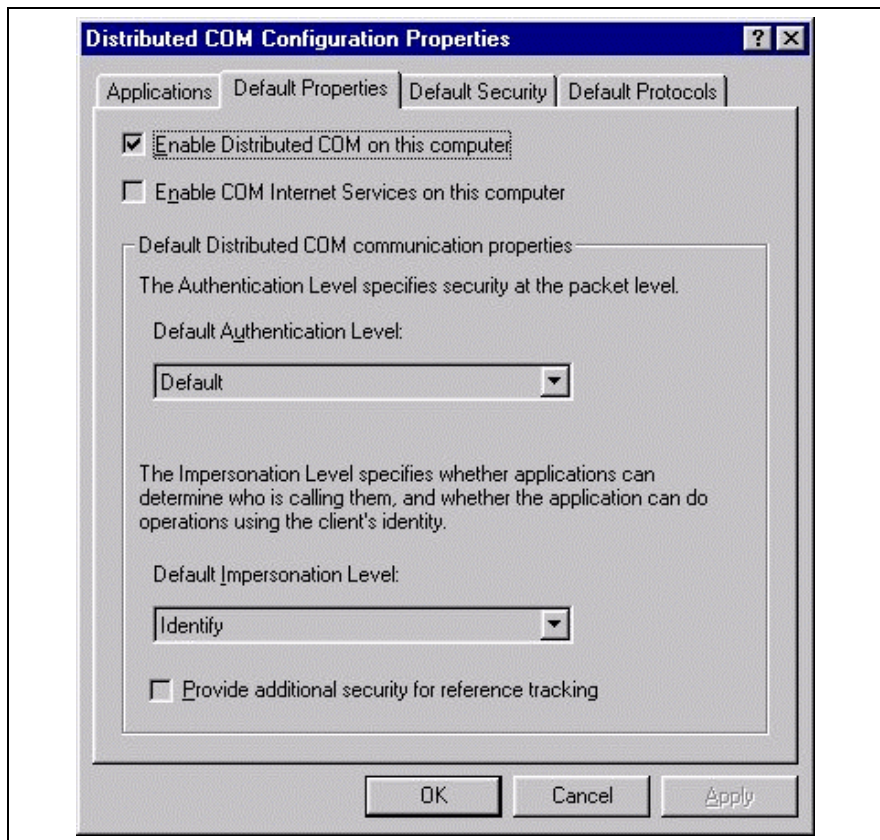 Distributed COM Configuration Properties
Applications
Default Properties
Default Security
Default Protocols
Enable Distributed COM on this computer
Enable COM Internet Services on this computer
Default Distributed COM communication properties
The Authentication Level specifies security at the packet level.
Default Authentication Level:
Default
The Impersonation Level specifies whether applications can
determine who is calling them, and whether the application can do
operations using the client's identity.
Default Impersonation Level:
Identify
Provide additional security for reference tracking
OK
Cancel
Apply